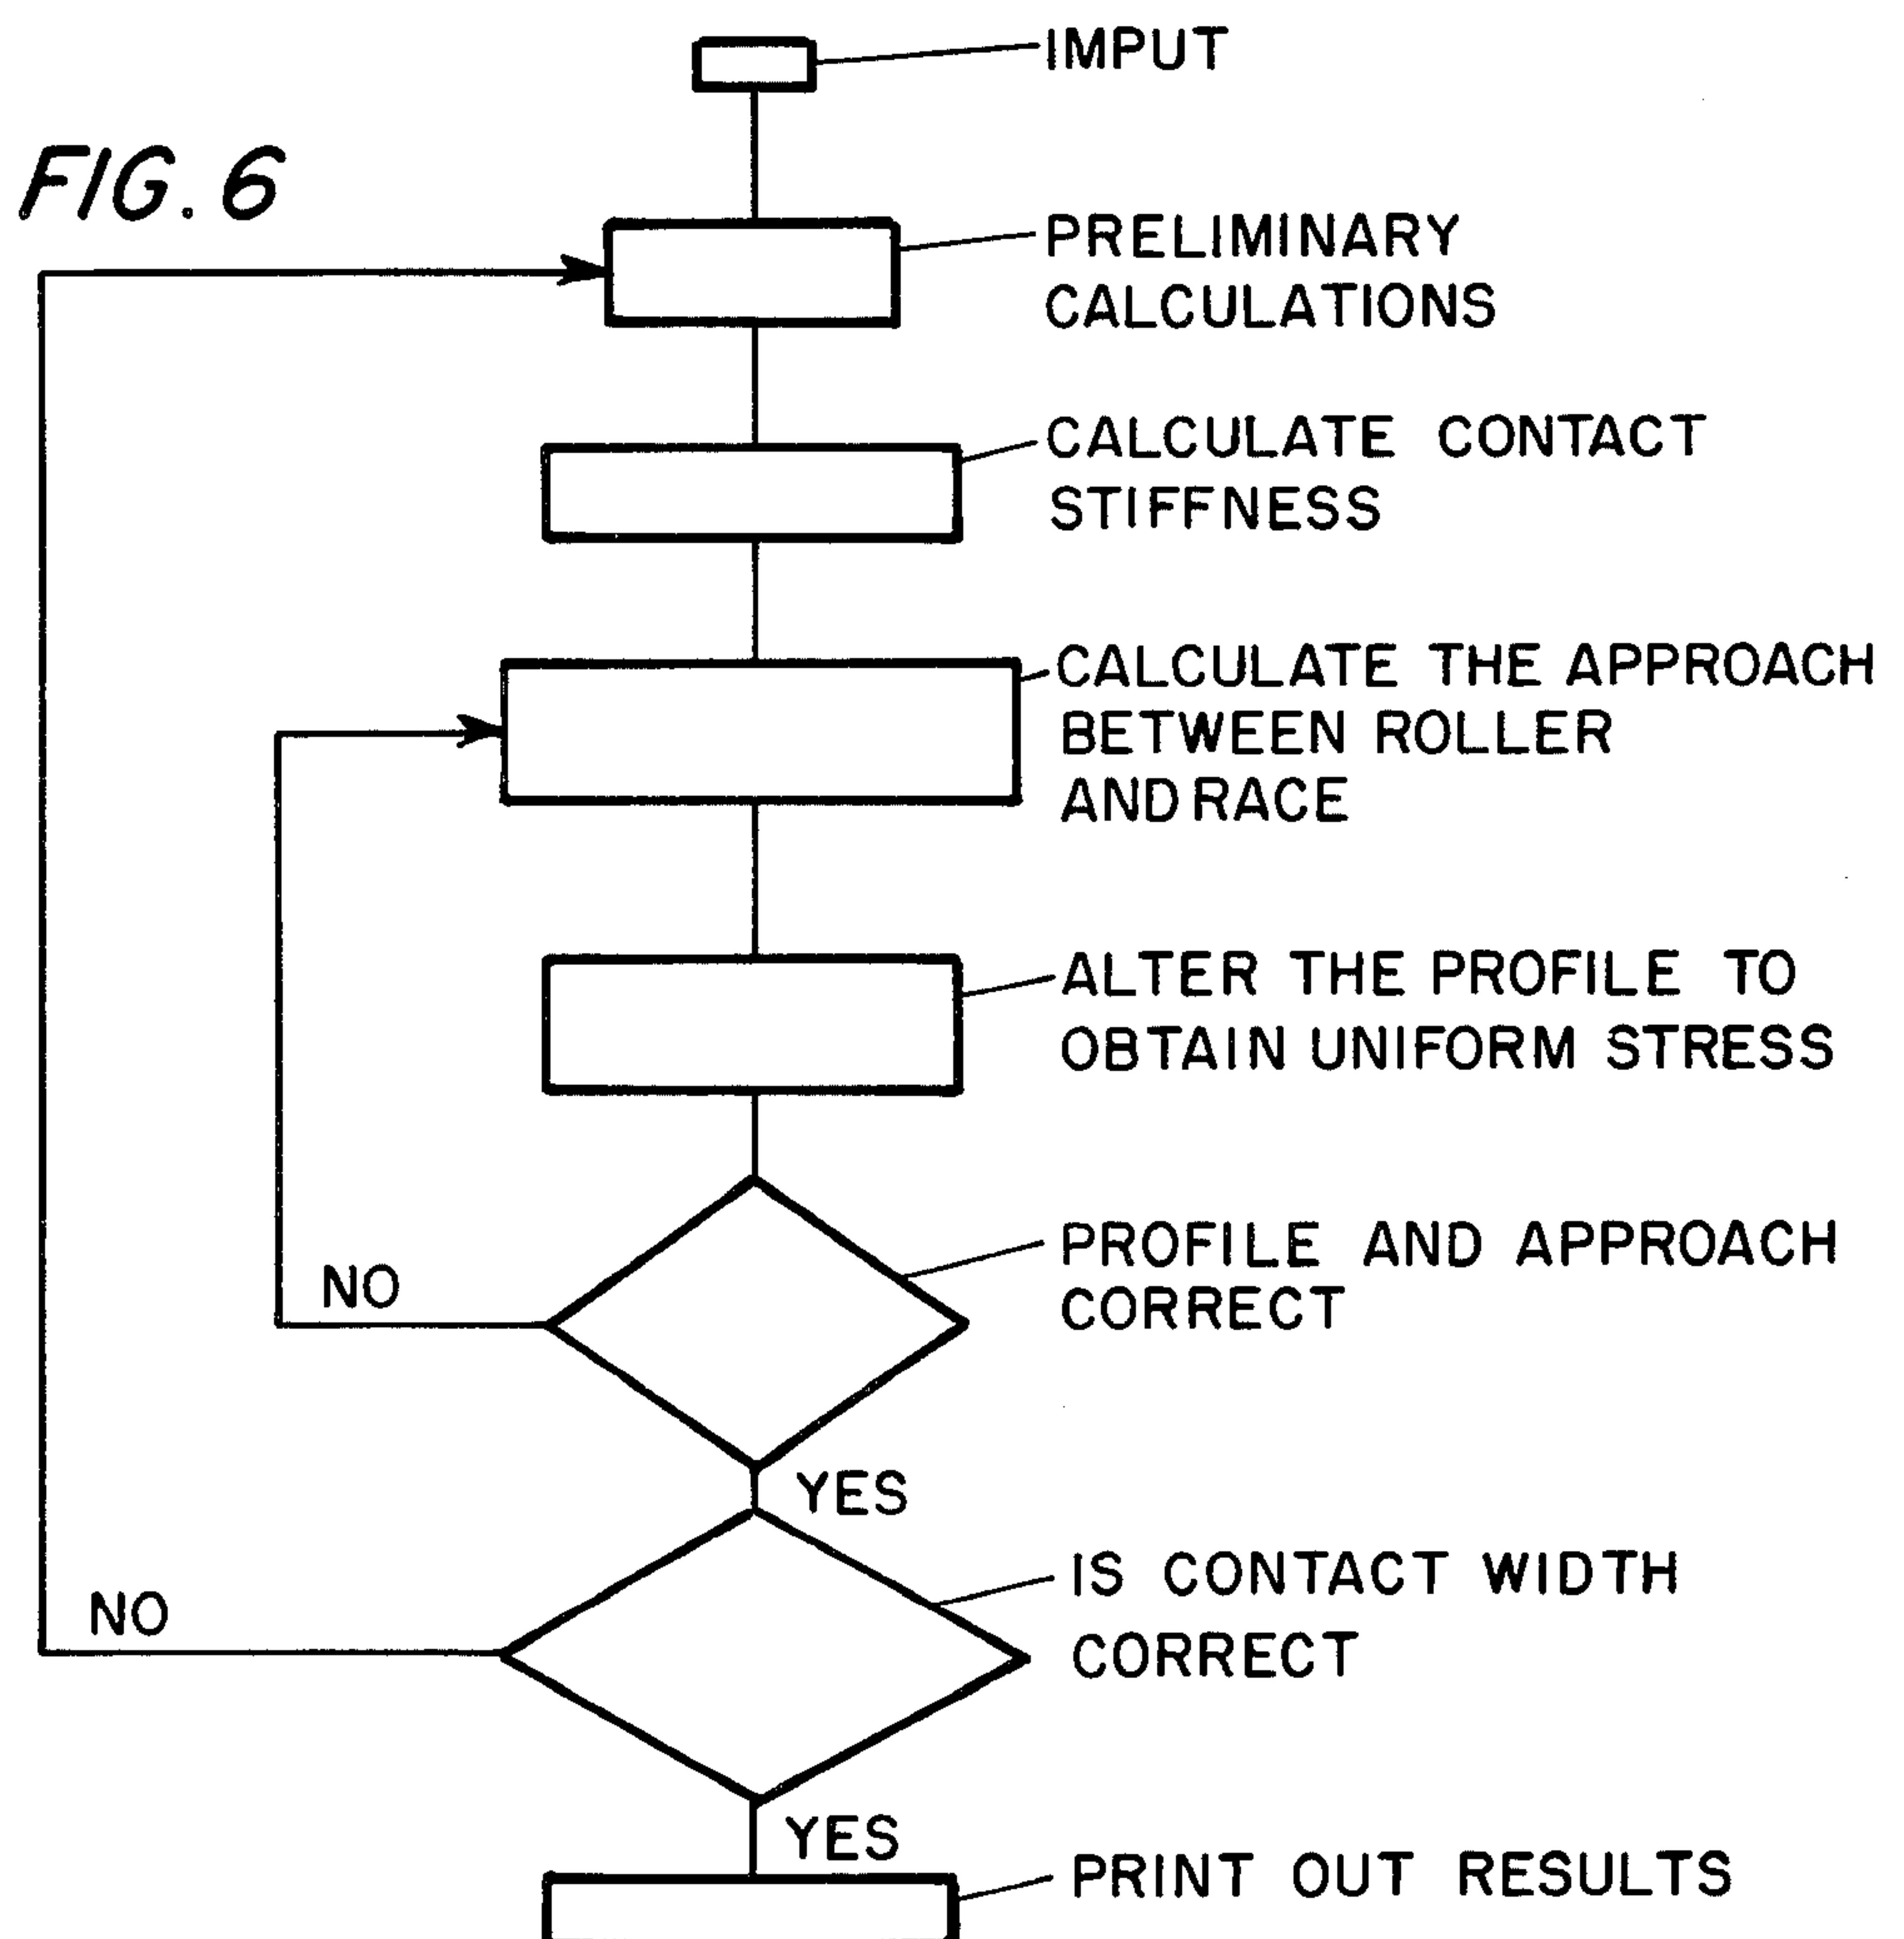 IMPUT
FIG. 6
PRELIMINARY
CALCULATIONS
CALCULATE CONTACT
STIFFNESS
CALCULATE THE APPROACH
BETWEEN ROLLER
AND RACE
ALTER THE PROFILE TO
OBTAIN UNIFORM STRESS
PROFILE AND APPROACH
CORRECT
NO
YES
IS CONTACT WIDTH
CORRECT
NO
YES
PRINT OUT RESULTS